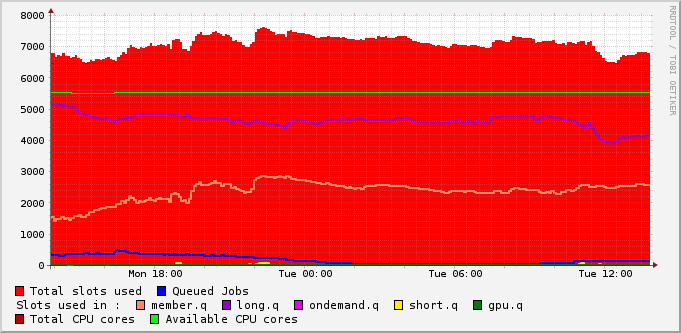 8000
7000
6000
5000
4000
3000
2000
1000
0
Mon 18:00 Tue 00:00 Tue 06:00 Tue 12:00
Total slots used Queued Jobs
Slots used in : member.q long.q ondemand.q short.q gpu.q
Total CPU cores Available CPU cores
RRDTOOL / TOBI OETIKER